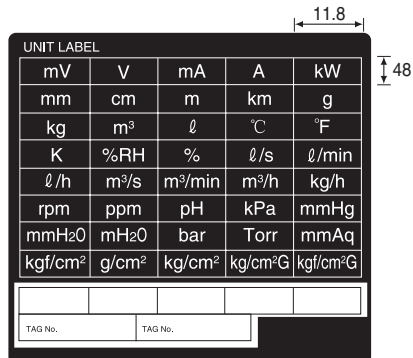 11.8
UNIT LABEL
mV V mA A kW
48
mm cm m km g
kg m³ ℓ ℃ °F
K %RH % ℓ/s ℓ/min
ℓ/h m³/s m³/min m³/h kg/h
rpm ppm pH kPa mmHg
mmH₂O mH₂O bar Torr mmAq
kgf/cm² g/cm² kg/cm² kg/cm²G kgf/cm²G
TAG No. TAG No.